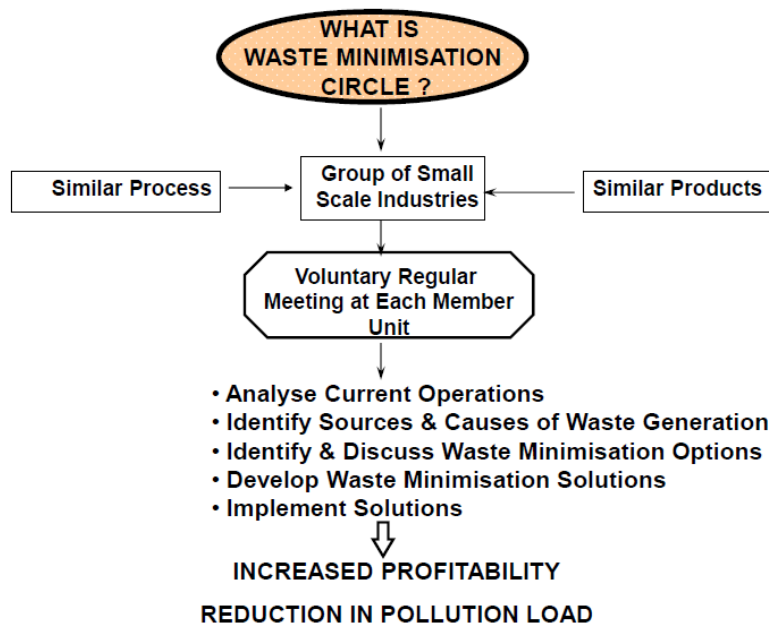 WHAT IS
WASTE MINIMISATION
CIRCLE ?
Similar Process
Group of Small
Scale Industries
Similar Products
Voluntary Regular
Meeting at Each Member
Unit
• Analyse Current Operations
• Identify Sources & Causes of Waste Generation
• Identify & Discuss Waste Minimisation Options
• Develop Waste Minimisation Solutions
• Implement Solutions
INCREASED PROFITABILITY
REDUCTION IN POLLUTION LOAD